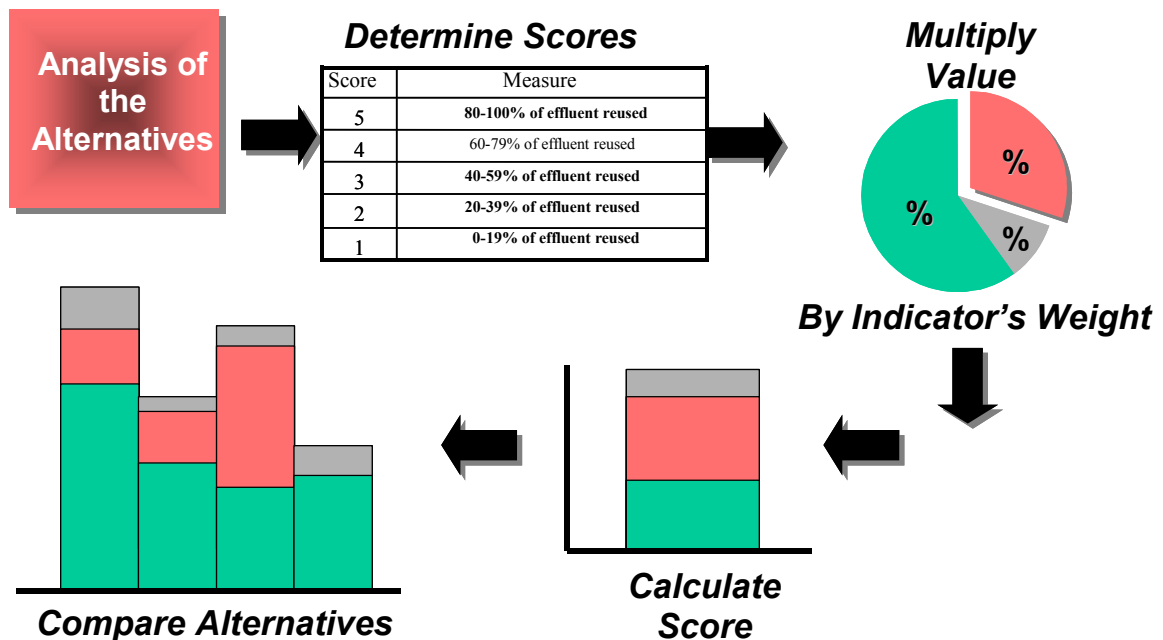 Analysis of
the
Alternatives
Determine Scores
Score Measure
5 80-100% of effluent reused
4 60-79% of effluent reused
3 40-59% of effluent reused
2 20-39% of effluent reused
1 0-19% of effluent reused
Multiply
Value
%
%
%
By Indicator’s Weight
Calculate
Score
Compare Alternatives